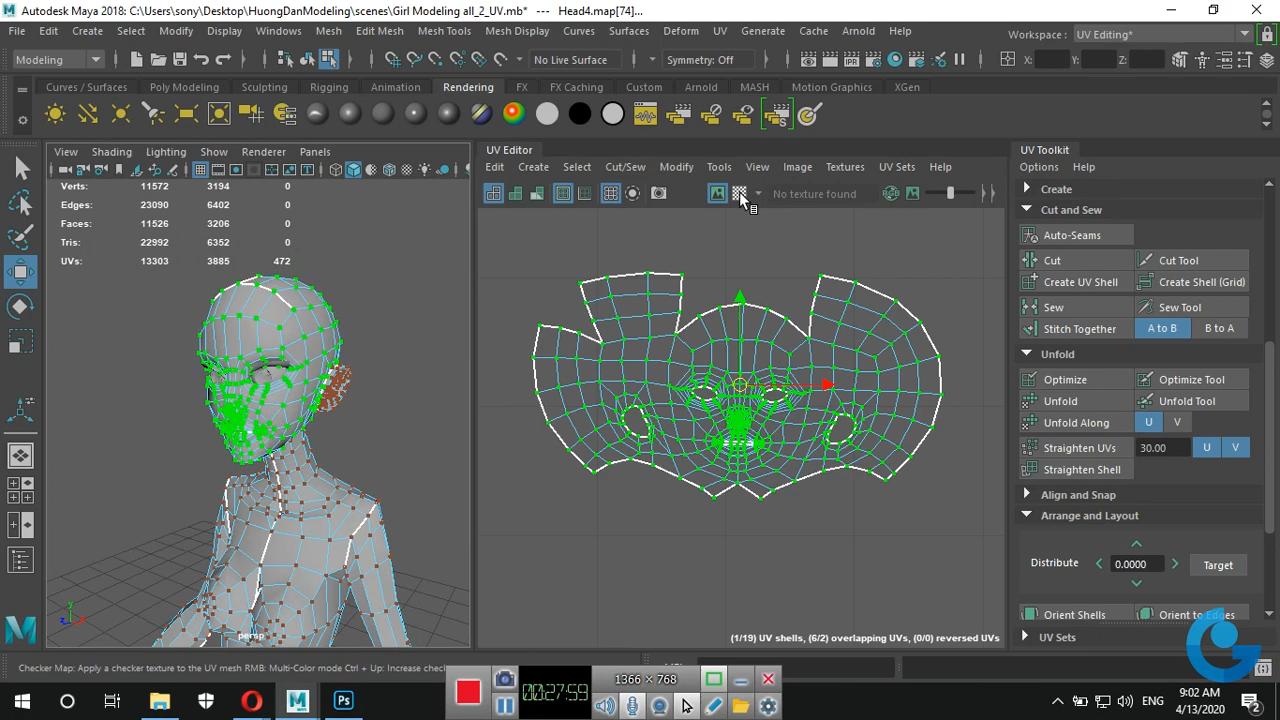 Autodesk Maya 2018: C:\Users\sony\Desktop\HuongDanModeling\scenes\Girl Modeling all_2_UV.mb* --- Head4.map[74]...
File Edit Create Select Modify Display Windows Mesh Edit Mesh Mesh Tools Mesh Display Curves Surfaces Deform UV Generate Cache Arnold Help Workspace : UV Editing*
Modeling No Live Surface Symmetry: Off X: Y: Z:
Curves / Surfaces Poly Modeling Sculpting Rigging Animation Rendering FX FX Caching Custom Arnold MASH Motion Graphics XGen
View Shading Lighting Show Renderer Panels
Verts: 11572 3194 0
Edges: 23090 6402 0
Faces: 11526 3206 0
Tris: 22992 6352 0
UVs: 13303 3885 472
persp
UV Editor
Edit Create Select Cut/Sew Modify Tools View Image Textures UV Sets Help
No texture found
(1/19) UV shells, (6/2) overlapping UVs, (0/0) reversed UVs
UV Toolkit
Options Help
Create
Cut and Sew
Auto-Seams
Cut Cut Tool
Create UV Shell Create Shell (Grid)
Sew Sew Tool
Stitch Together A to B B to A
Unfold
Optimize Optimize Tool
Unfold Unfold Tool
Unfold Along U V
Straighten UVs 30.00 U V
Straighten Shell
Align and Snap
Arrange and Layout
Distribute 0.0000 Target
Orient Shells Orient to Edges
UV Sets
Checker Map: Apply a checker texture to the UV mesh RMB: Multi-Color mode Ctrl + Up: Increase check
00:27:59
1366 × 768
Ps
ENG
9:02 AM
4/13/2020
2